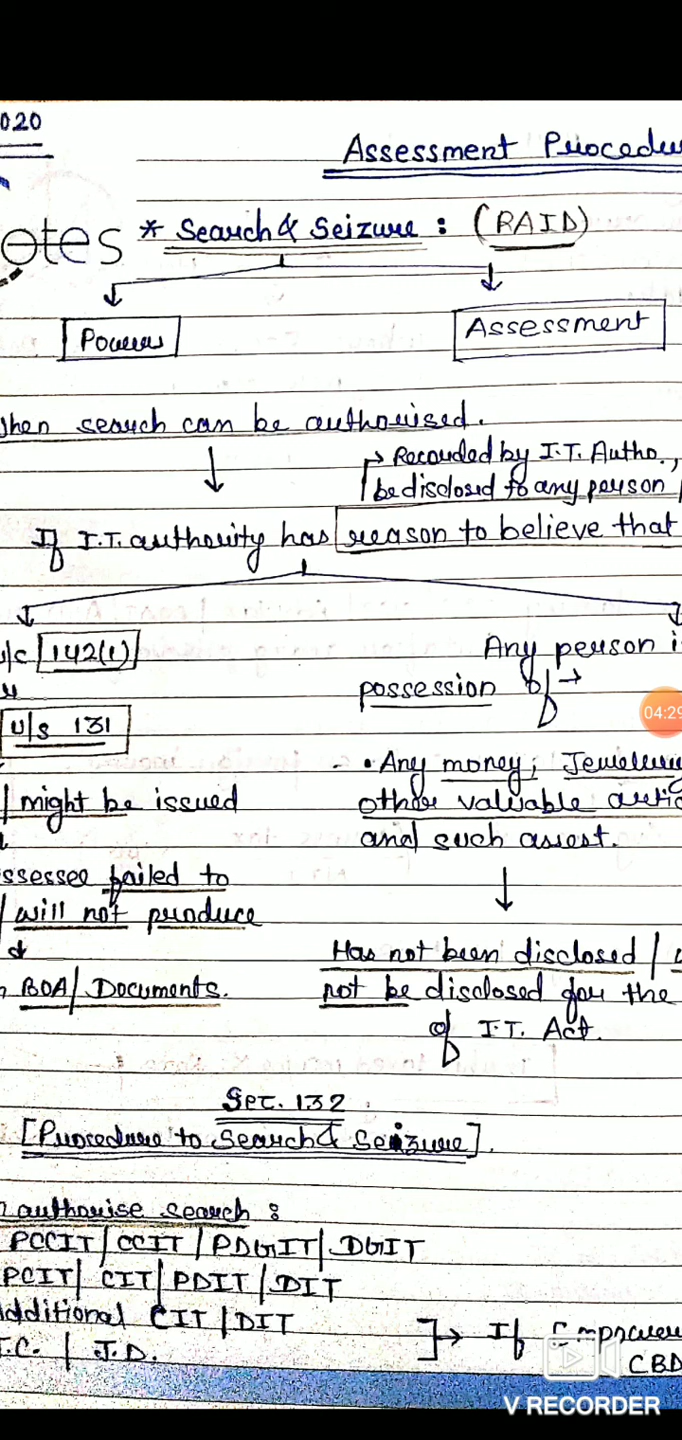 020
Assessment Procedu
otes * Search & Seizure : (RAID)
Power Assessment
When search can be authorised.
→ Recorded by I.T. Autho.,
be disclosed to any person
If I.T. authority has reason to believe that
u/c 142(1) Any person i
possession of →
u/s 131
04:29
• Any money, Jewellery
/ might be issued other valuable artic
and such assest.
ssessee failed to
/ will not produce
Has not been disclosed /
BOA / Documents. not be disclosed for the
of I.T. Act.
Sec. 132
[Procedure to Search & Seizure].
authorise search :
PCCIT / CCIT / PDGIT / DGIT
PCIT / CIT / PDIT / DIT
dditional CIT / DIT
.C. / J.D. ]→ If Empower
CBD
V RECORDER